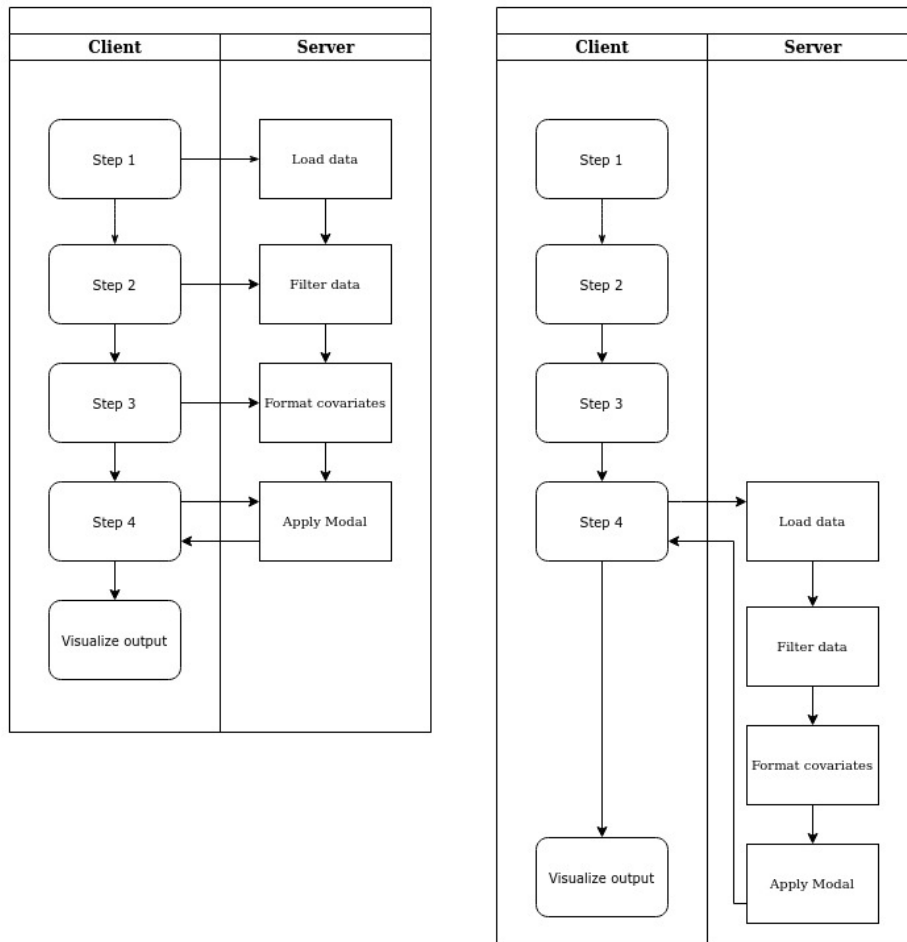 Client
Server
Step 1
Load data
Step 2
Filter data
Step 3
Format covariates
Step 4
Apply Modal
Visualize output
Client
Server
Step 1
Step 2
Step 3
Step 4
Load data
Filter data
Format covariates
Visualize output
Apply Modal